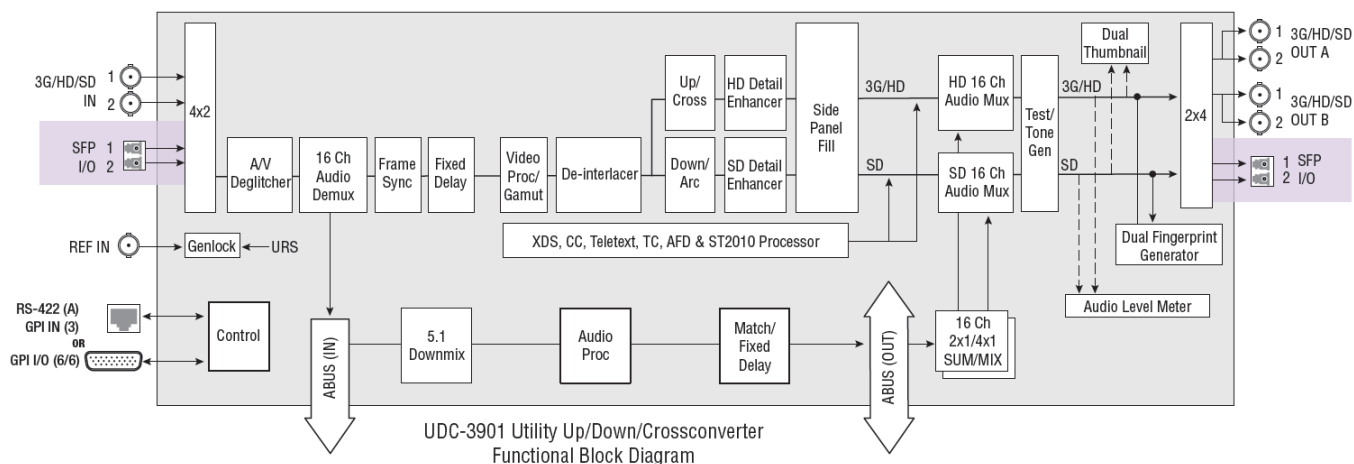 3G/HD/SD 1
IN 2
SFP 1
I/O 2
4x2
A/V
Deglitcher
16 Ch
Audio
Demux
Frame
Sync
Fixed
Delay
Video
Proc/
Gamut
De-interlacer
Up/
Cross
HD Detail
Enhancer
Down/
Arc
SD Detail
Enhancer
Side
Panel
Fill
3G/HD
SD
HD 16 Ch
Audio Mux
SD 16 Ch
Audio Mux
Test/
Tone
Gen
3G/HD
SD
Dual
Thumbnail
2x4
1 3G/HD/SD
2 OUT A
1 3G/HD/SD
2 OUT B
1 SFP
2 I/O
REF IN
Genlock
URS
XDS, CC, Teletext, TC, AFD & ST2010 Processor
Dual Fingerprint
Generator
Audio Level Meter
RS-422 (A)
GPI IN (3)
OR
GPI I/O (6/6)
Control
ABUS (IN)
5.1
Downmix
Audio
Proc
Match/
Fixed
Delay
ABUS (OUT)
16 Ch
2x1/4x1
SUM/MIX
UDC-3901 Utility Up/Down/Crossconverter
Functional Block Diagram